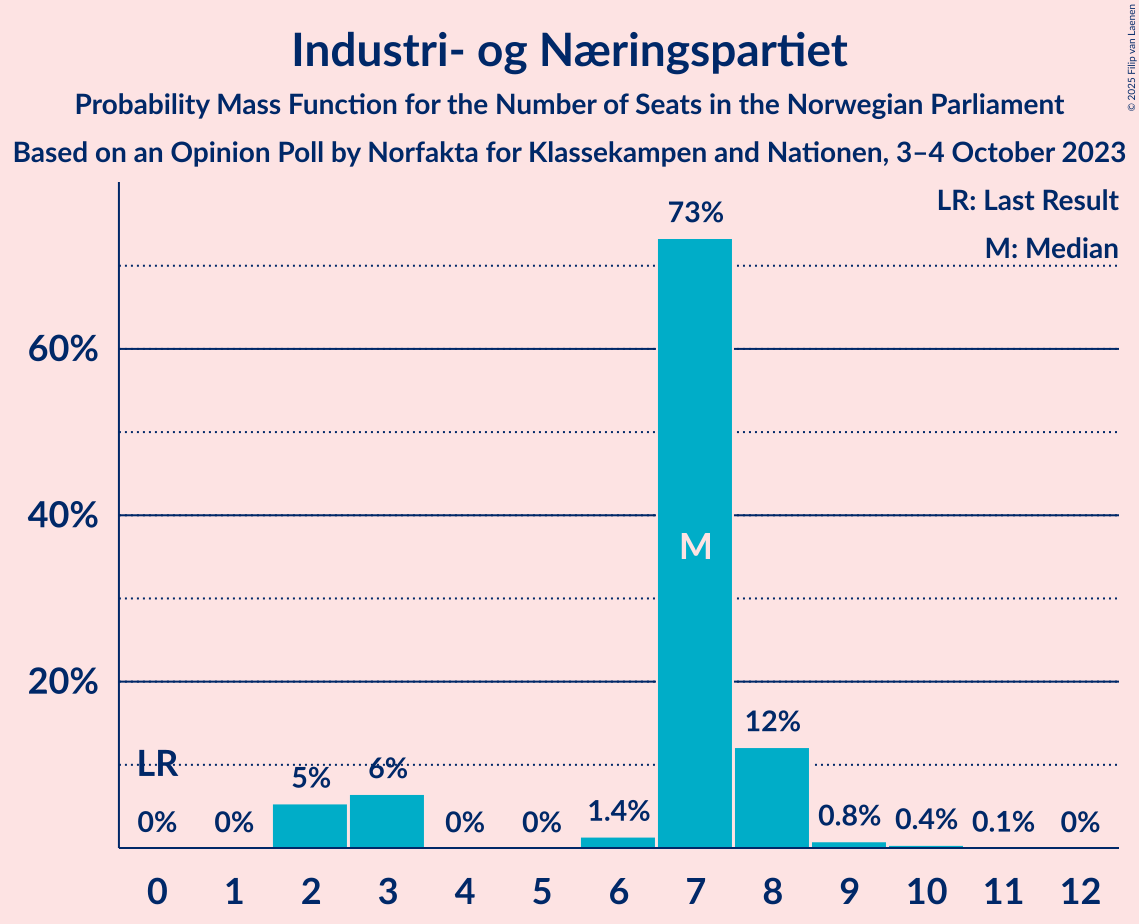 Industri- og Næringspartiet
Probability Mass Function for the Number of Seats in the Norwegian Parliament
Based on an Opinion Poll by Norfakta for Klassekampen and Nationen, 3–4 October 2023
© 2025 Filip van Laenen
LR: Last Result
M: Median
73%
60%
40%
M
20%
12%
LR
5%
6%
0%
0%
0%
0%
1.4%
0.8%
0.4%
0.1%
0%
0 1 2 3 4 5 6 7 8 9 10 11 12